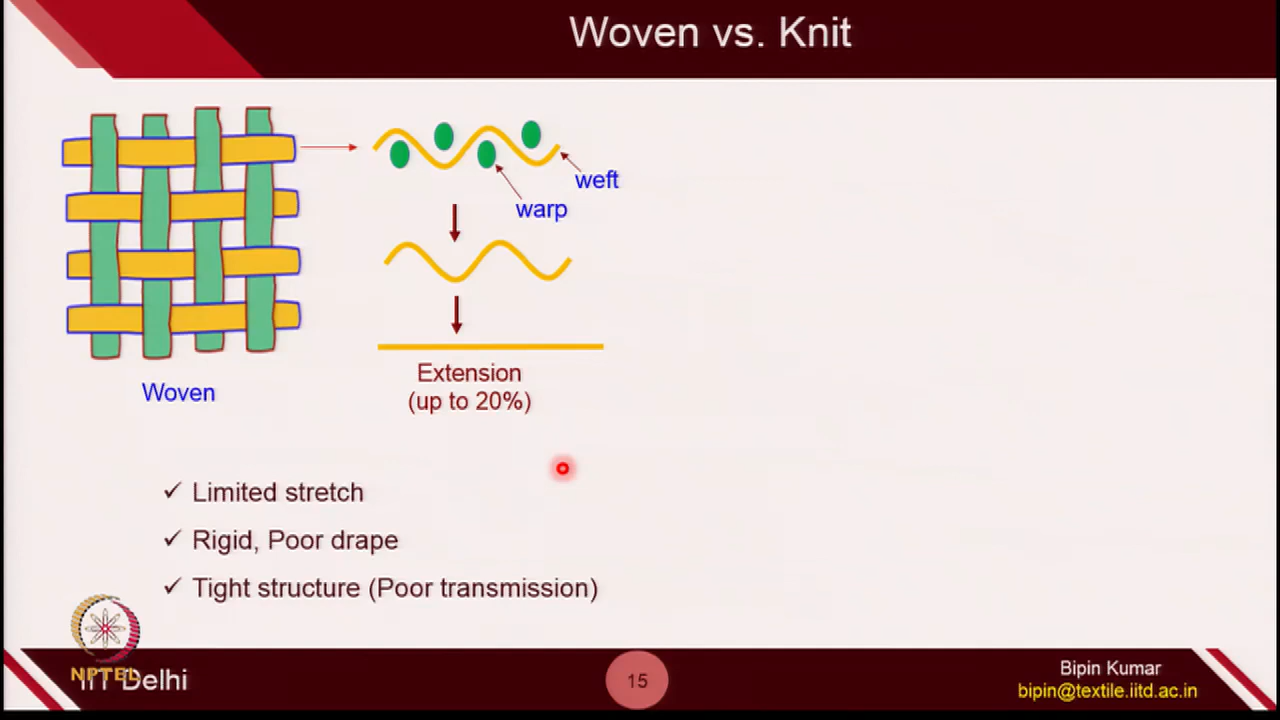 Woven vs. Knit
weft
warp
Woven
Extension
(up to 20%)
✓ Limited stretch
✓ Rigid, Poor drape
✓ Tight structure (Poor transmission)
NPTEL
IIT Delhi
15
Bipin Kumar
bipin@textile.iitd.ac.in